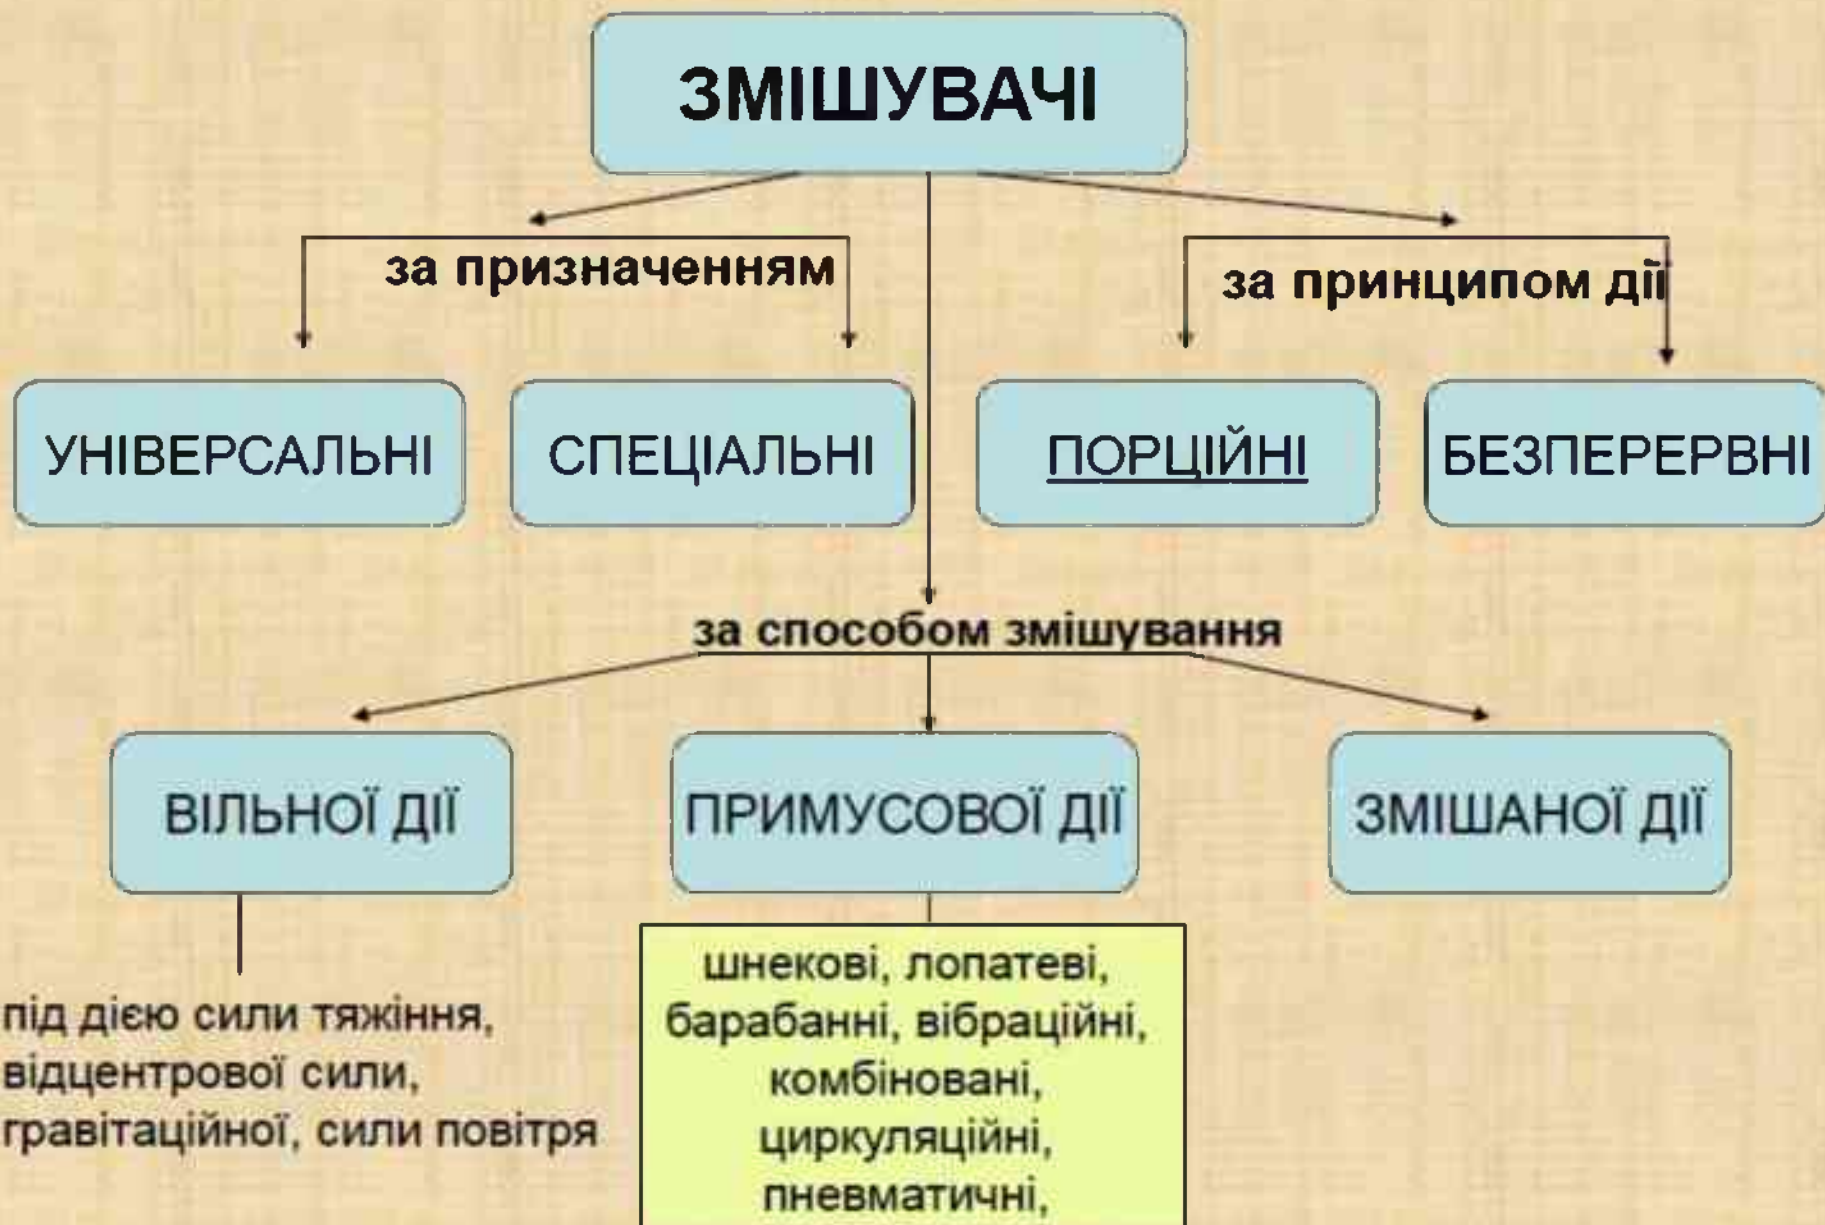 ЗМІШУВАЧІ
за призначенням
за принципом дії
УНІВЕРСАЛЬНІ
СПЕЦІАЛЬНІ
ПОРЦІЙНІ
БЕЗПЕРЕРВНІ
за способом змішування
ВІЛЬНОЇ ДІЇ
ПРИМУСОВОЇ ДІЇ
ЗМІШАНОЇ ДІЇ
під дією сили тяжіння,
відцентрової сили,
гравітаційної, сили повітря
шнекові, лопатеві,
барабанні, вібраційні,
комбіновані,
циркуляційні,
пневматичні,